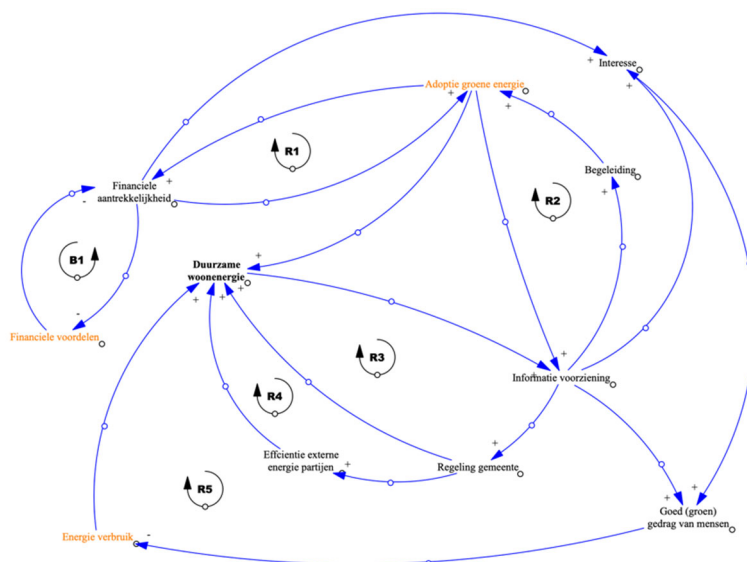 Interesse
Adoptie groene energie
R1
Begeleiding
Financiele
aantrekkelijkheid
R2
B1
Duurzame
woonenergie
Financiele voordelen
R3
Informatie voorziening
R4
Effcientie externe
energie partijen
Regeling gemeente
R5
Goed (groen)
gedrag van mensen
Energie verbruik